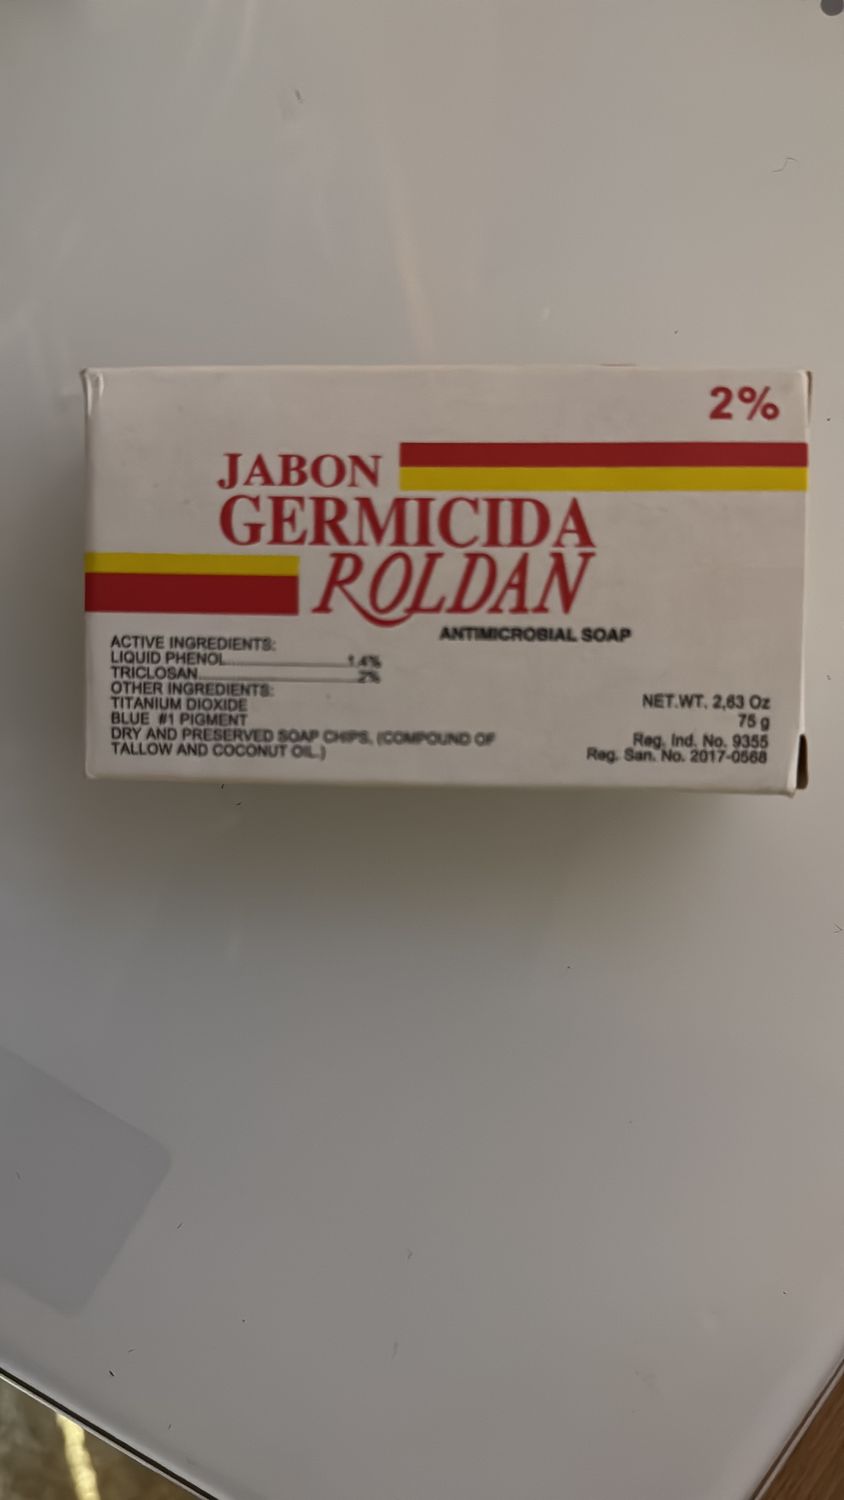 2%
JABON
GERMICIDA
ROLDAN
ANTIMICROBIAL SOAP
ACTIVE INGREDIENTS:
LIQUID PHENOL......................1.4%
TRICLOSAN............................2%
OTHER INGREDIENTS:
TITANIUM DIOXIDE
BLUE #1 PIGMENT
DRY AND PRESERVED SOAP CHIPS, (COMPOUND OF
TALLOW AND COCONUT OIL.)
NET.WT. 2,63 Oz
75 g
Reg. Ind. No. 9355
Reg. San. No. 2017-0568